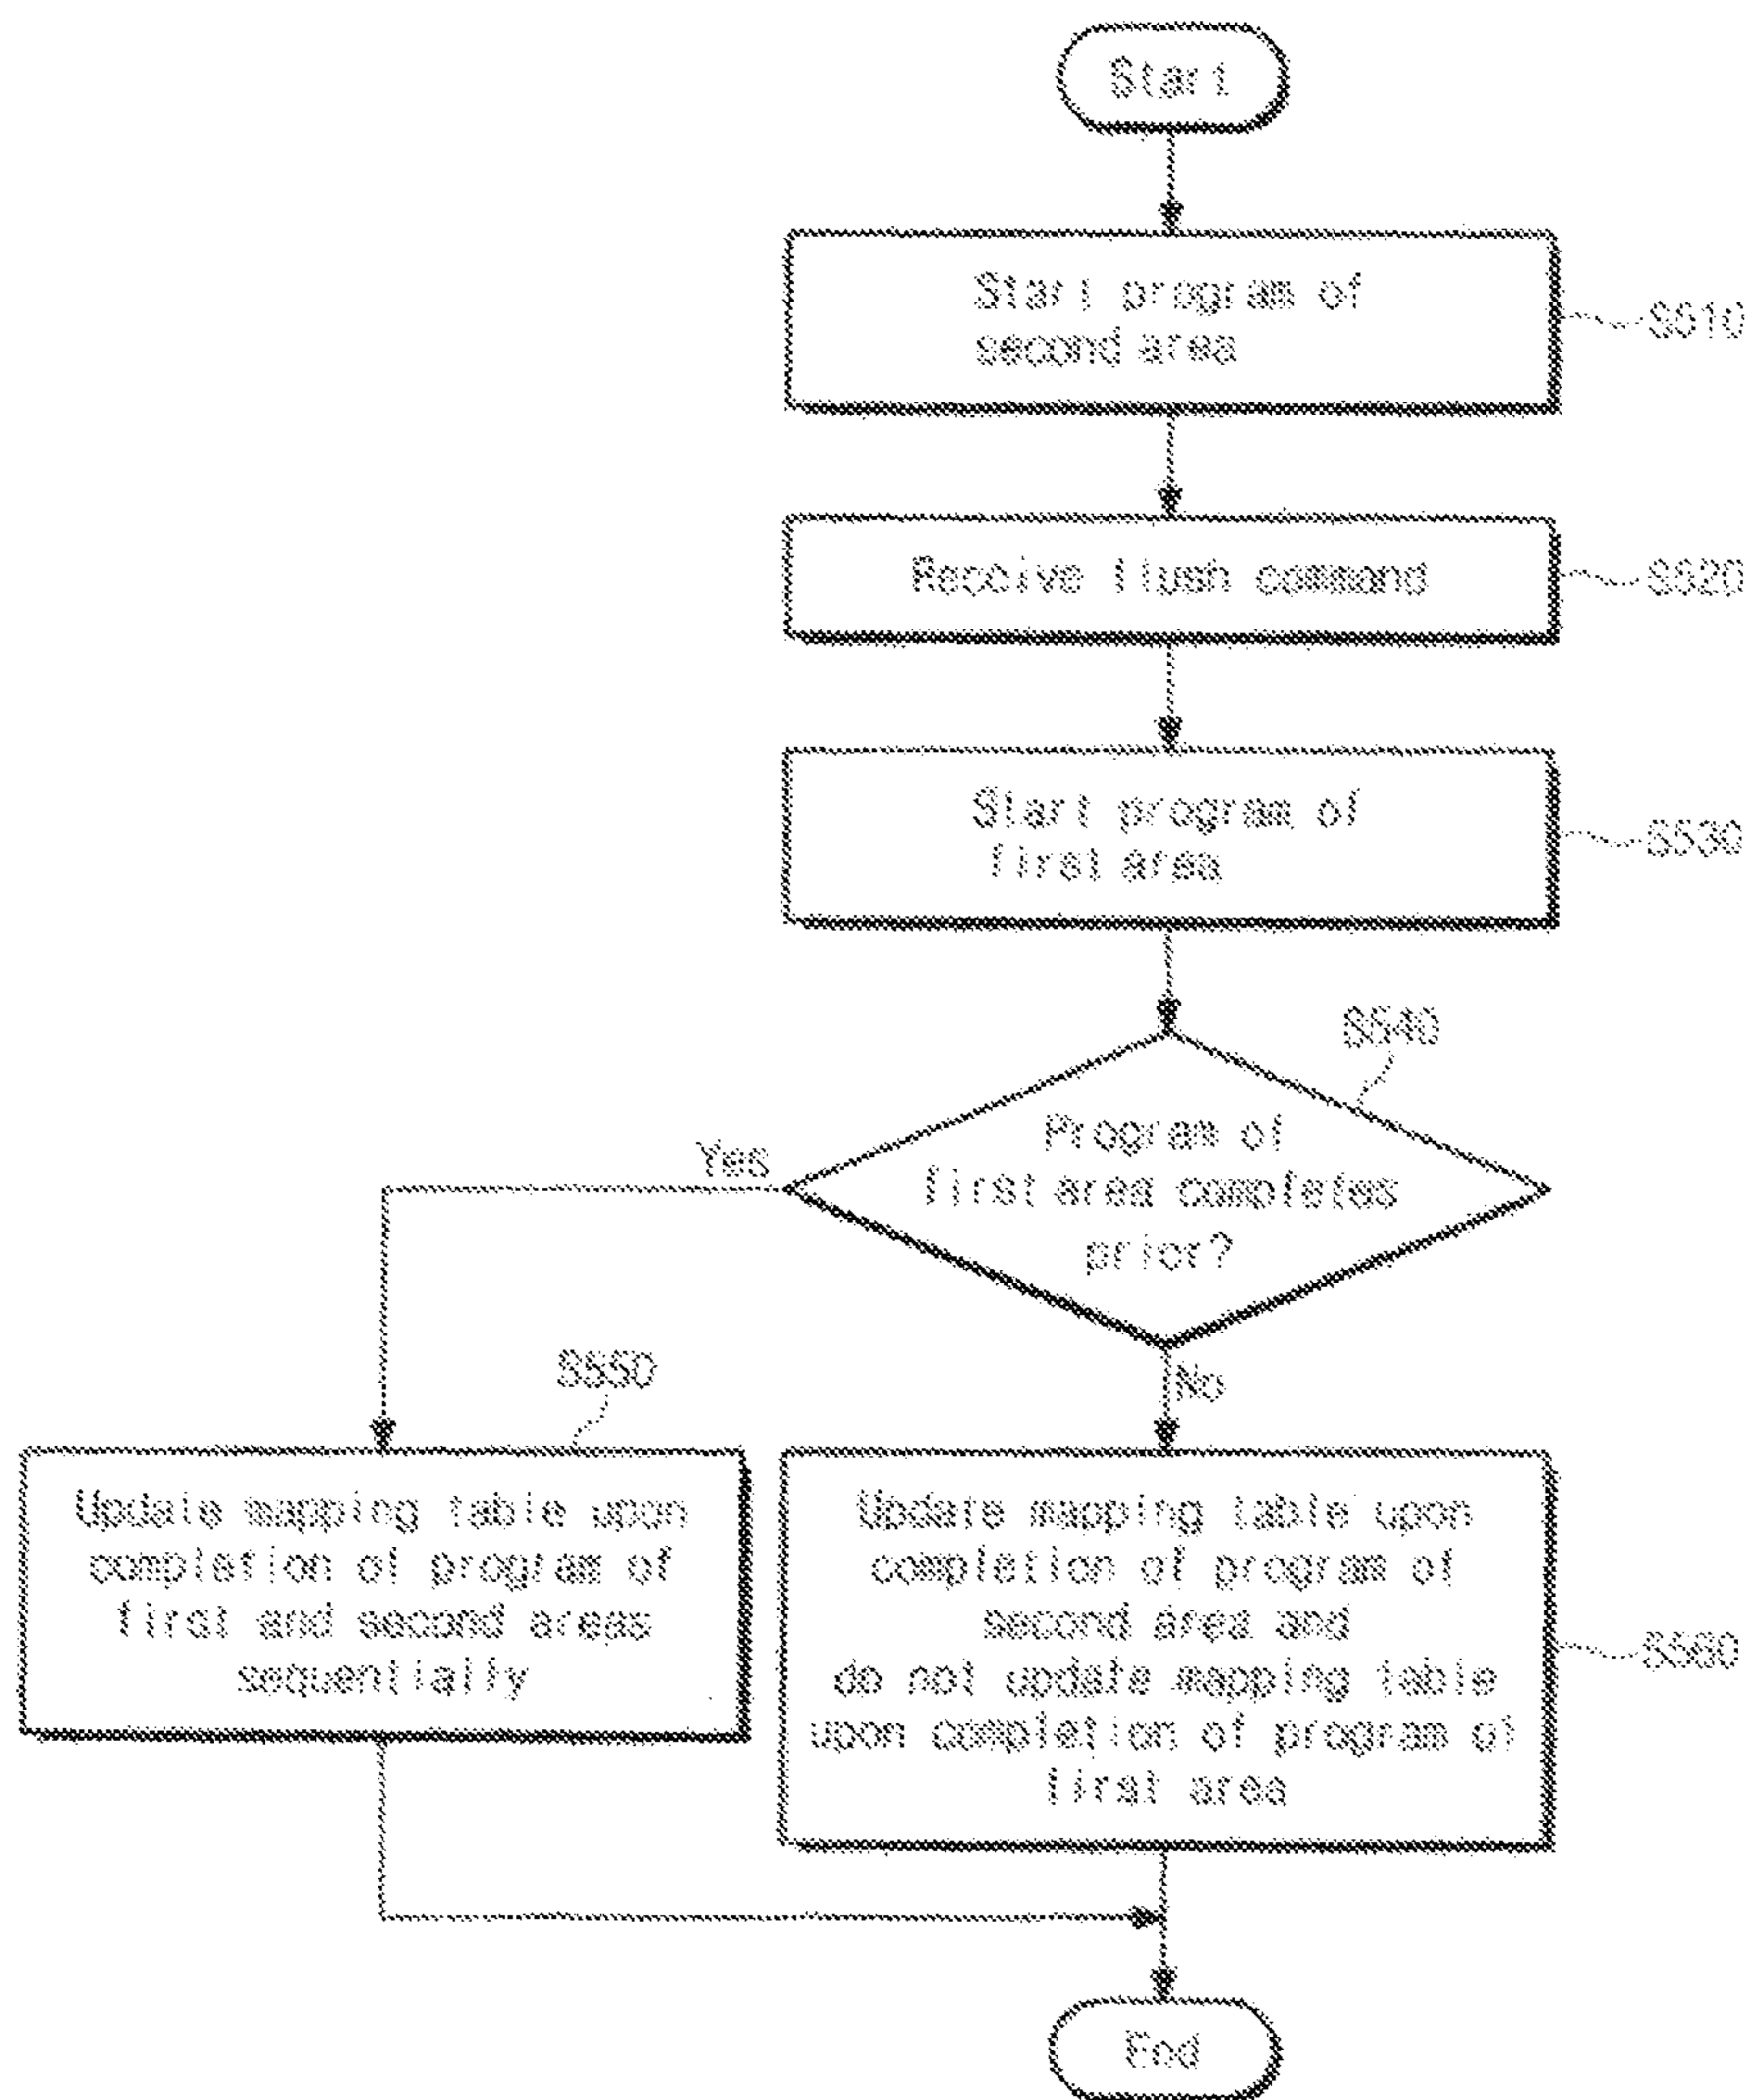 Start
Start program of
second area
S510
Receive flush command
S520
Start program of
first area
S530
S540
Program of
first area completes
prior?
Yes
No
S550
Update mapping table upon
completion of program of
first and second areas
sequentially
Update mapping table upon
completion of program of
second area and
do not update mapping table
upon completion of program of
first area
S560
End